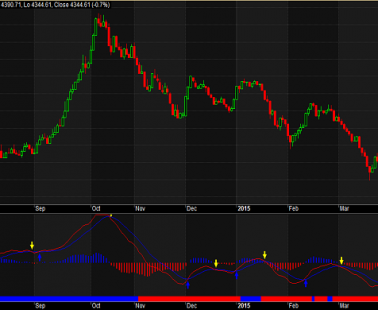 4390.71, Lo 4344.61, Close 4344.61 (-0.7%)
Sep Oct Nov Dec 2015 Feb Mar
Sep Oct Nov Dec 2015 Feb Mar